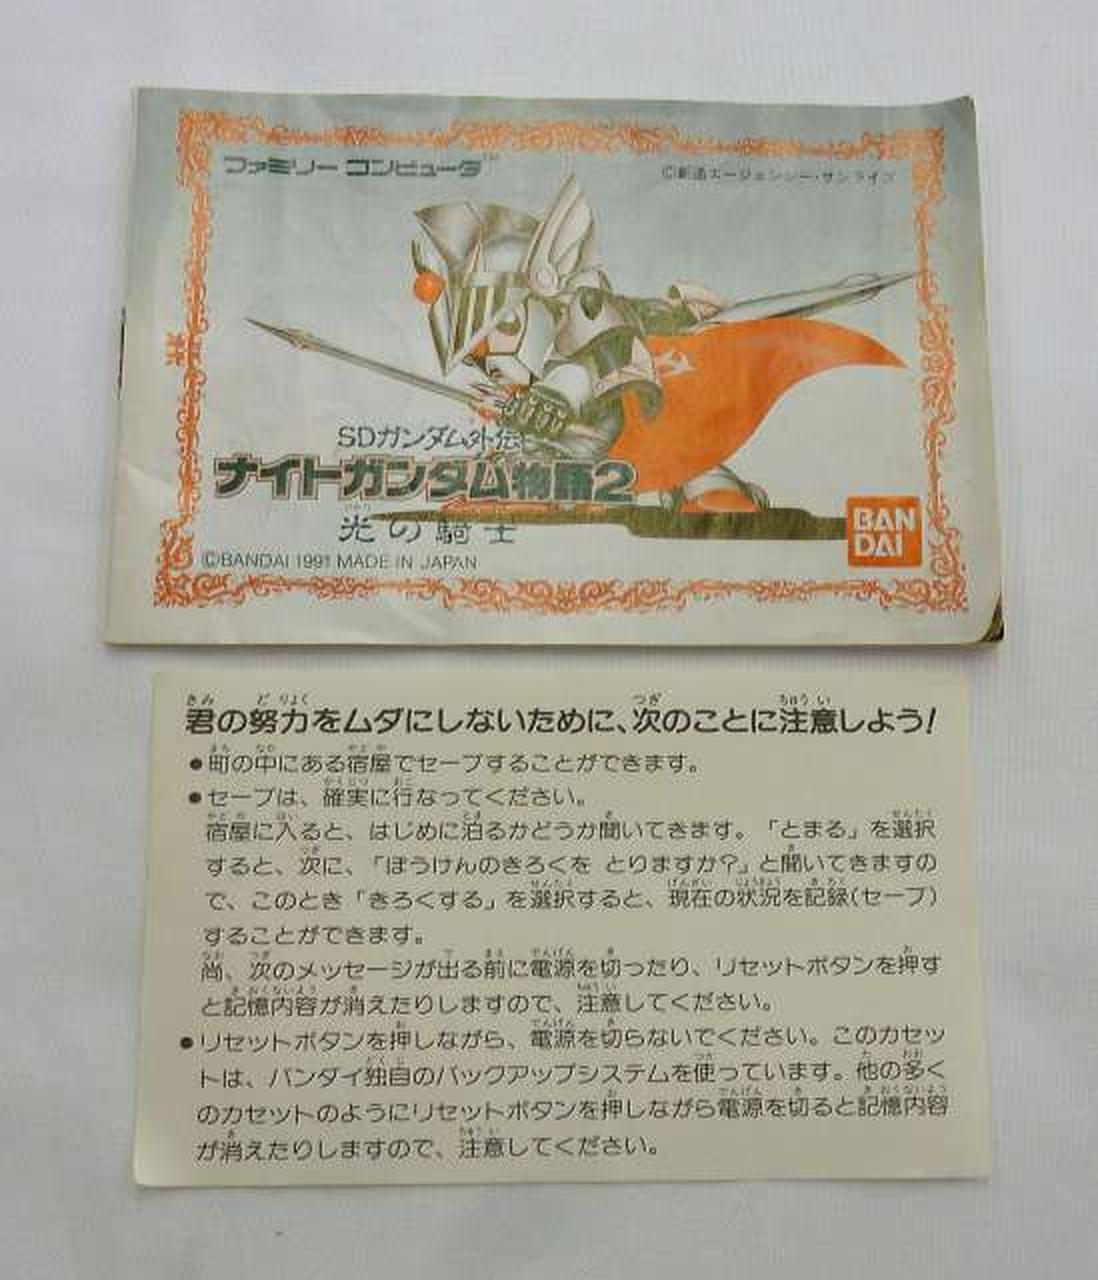 ファミリー コンピュータ™
©創通エージェンシー・サンライズ
SDガンダム外伝
ナイトガンダム物語2
光の騎士
©BANDAI 1991 MADE IN JAPAN
BAN
DAI
君の努力をムダにしないために、次のことに注意しよう!
●町の中にある宿屋でセーブすることができます。
●セーブは、確実に行なってください。
宿屋に入ると、はじめに泊るかどうか聞いてきます。「とまる」を選択
すると、次に、「ぼうけんのきろくを とりますか?」と聞いてきますの
で、このとき「きろくする」を選択すると、現在の状況を記録(セーブ)
することができます。
尚、次のメッセージが出る前に電源を切ったり、リセットボタンを押す
と記憶内容が消えたりしますので、注意してください。
●リセットボタンを押しながら、電源を切らないでください。このカセッ
トは、バンダイ独自のバックアップシステムを使っています。他の多く
のカセットのようにリセットボタンを押しながら電源を切ると記憶内容
が消えたりしますので、注意してください。